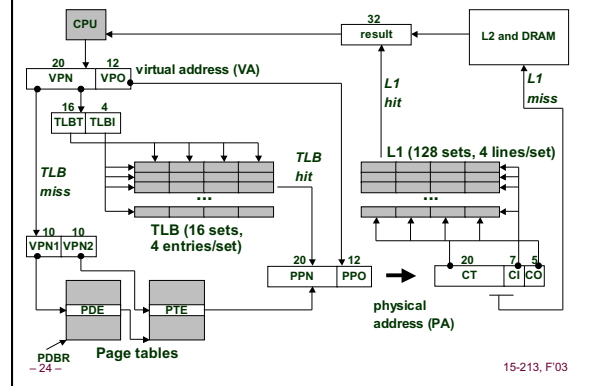 CPU
32
result
L2 and DRAM
20 12
VPN VPO
virtual address (VA)
L1
hit
L1
miss
16 4
TLBT TLBI
TLB
miss
TLB
hit
L1 (128 sets, 4 lines/set)
...
...
TLB (16 sets,
4 entries/set)
10 10
VPN1 VPN2
20 12
PPN PPO
20 7 5
CT CI CO
physical
address (PA)
PDE
PTE
PDBR
Page tables
– 24 –
15-213, F'03